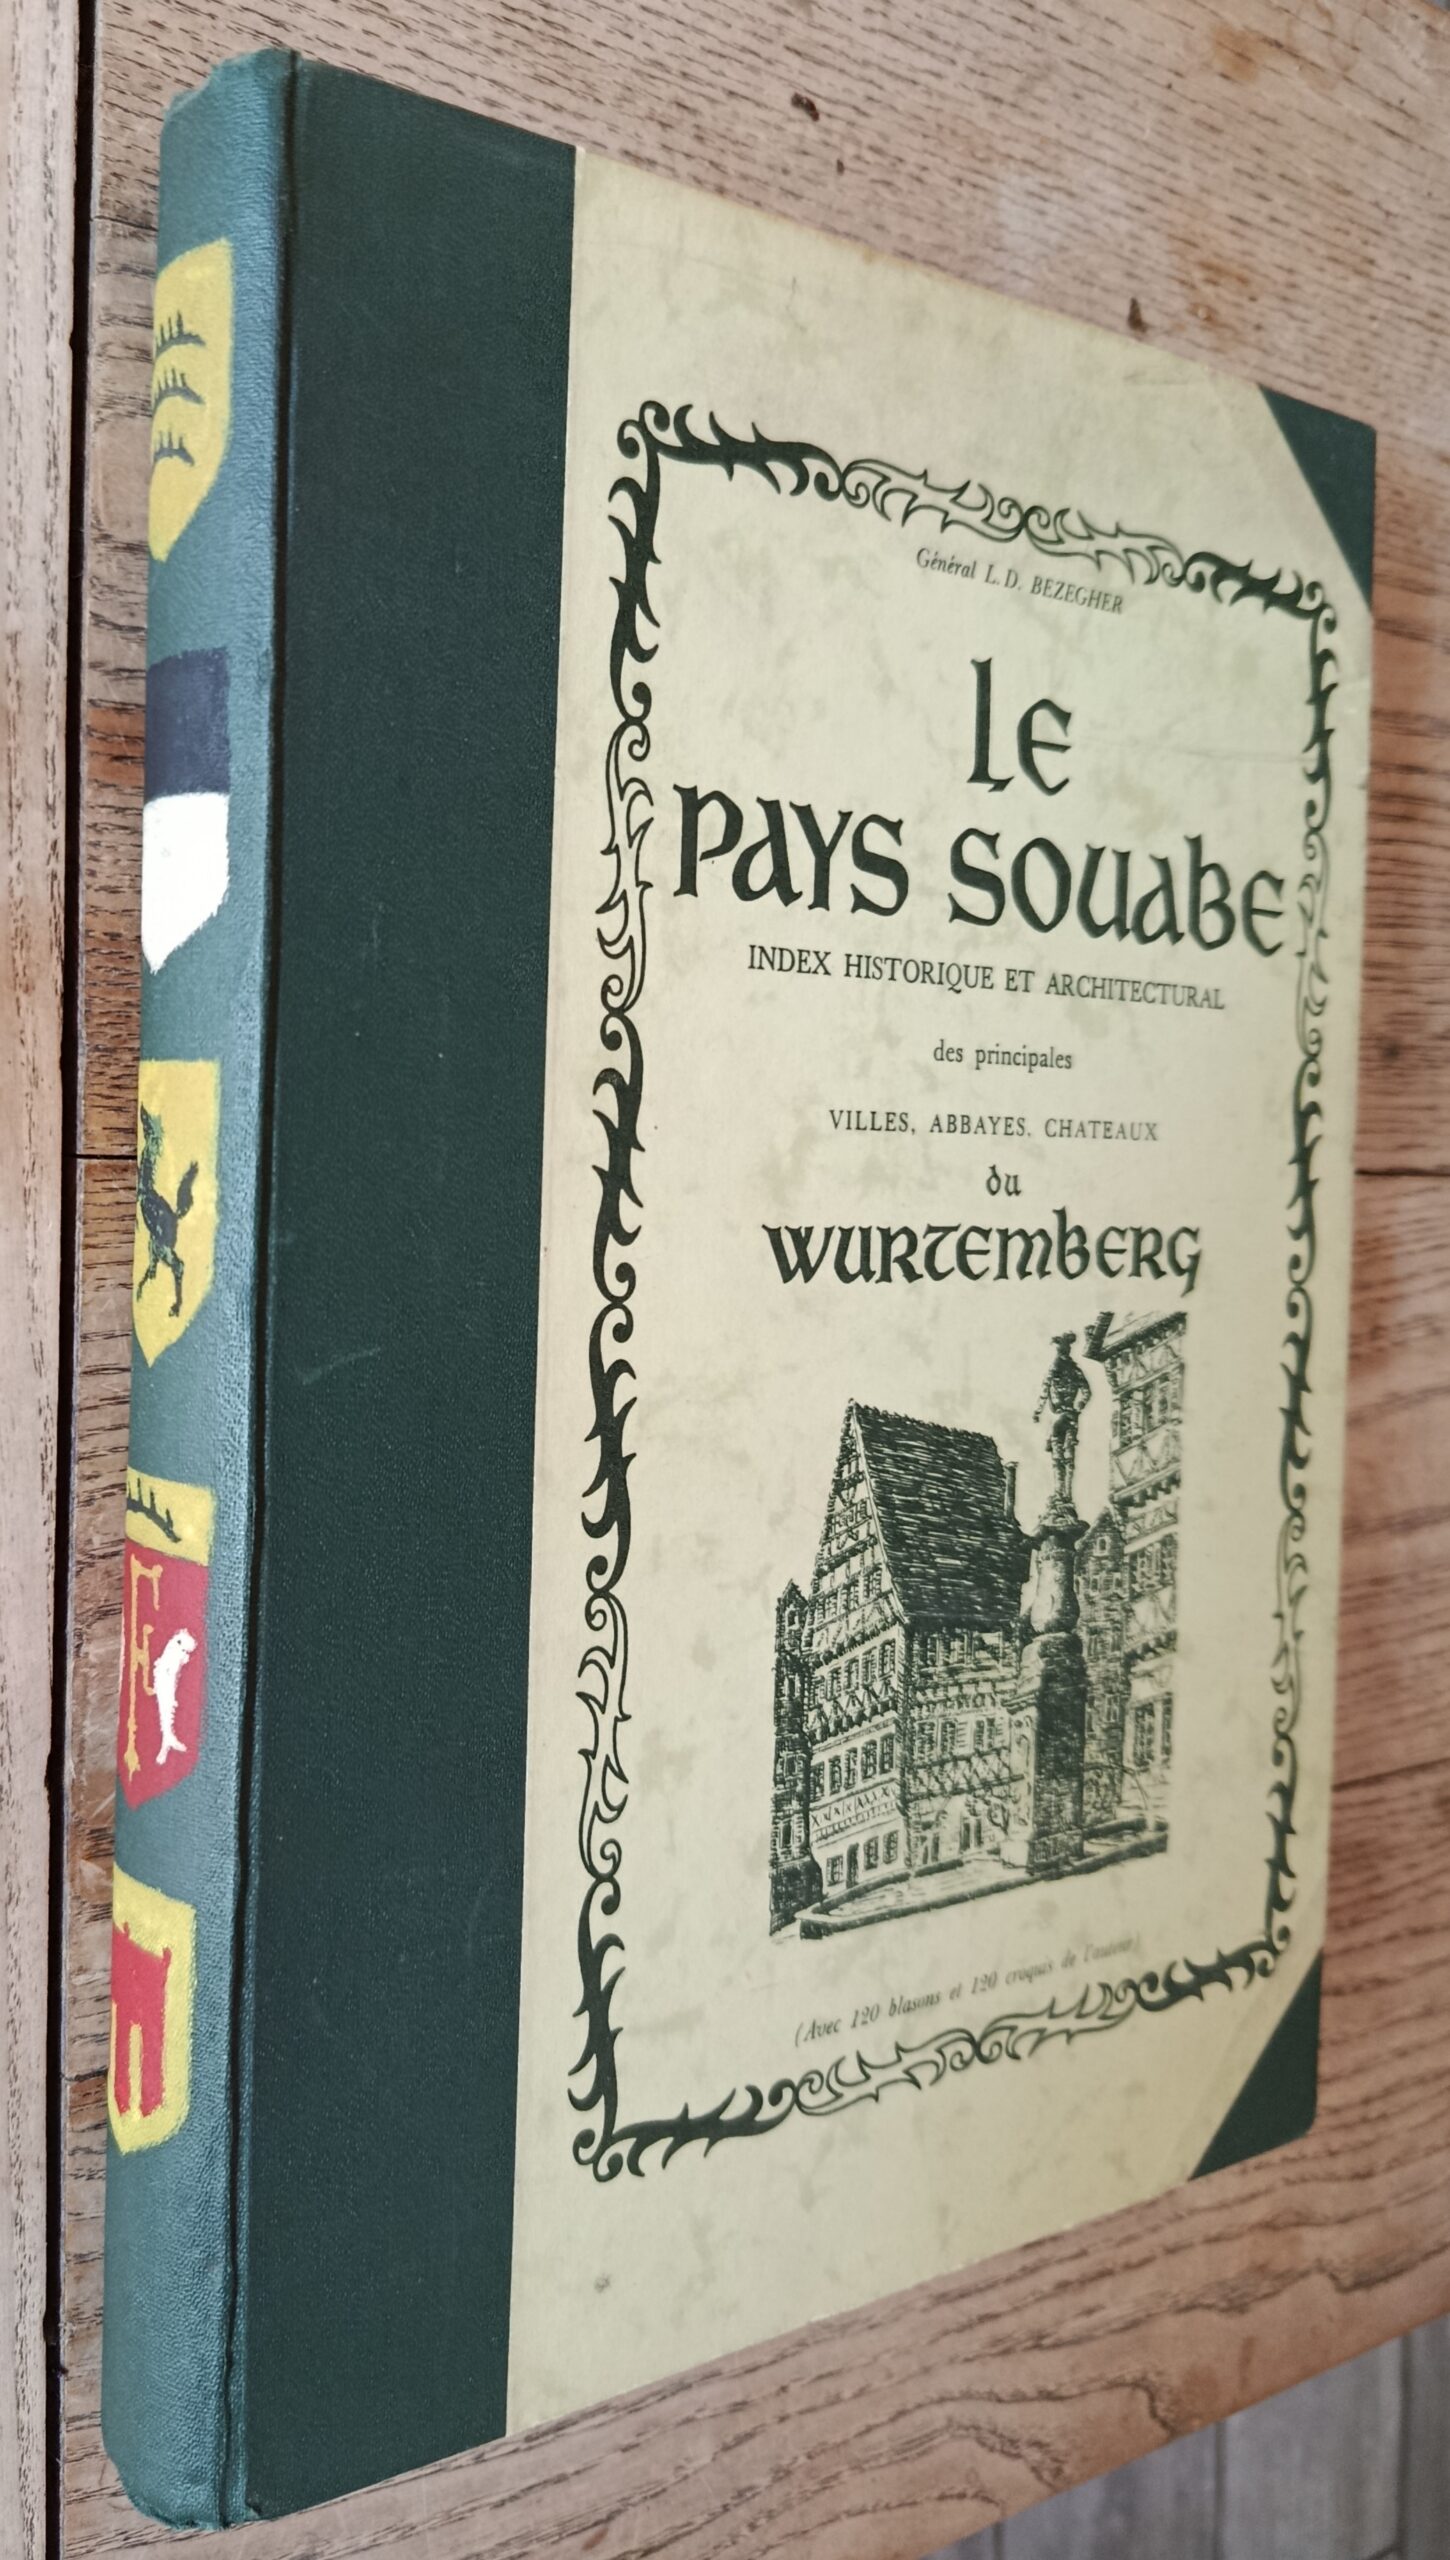 Général L. D. BEZEGHER
LE
PAYS SOUABE
INDEX HISTORIQUE ET ARCHITECTURAL
des principales
VILLES, ABBAYES, CHATEAUX
du
WURTEMBERG
(Avec 120 blasons et 120 croquis de l'auteur)